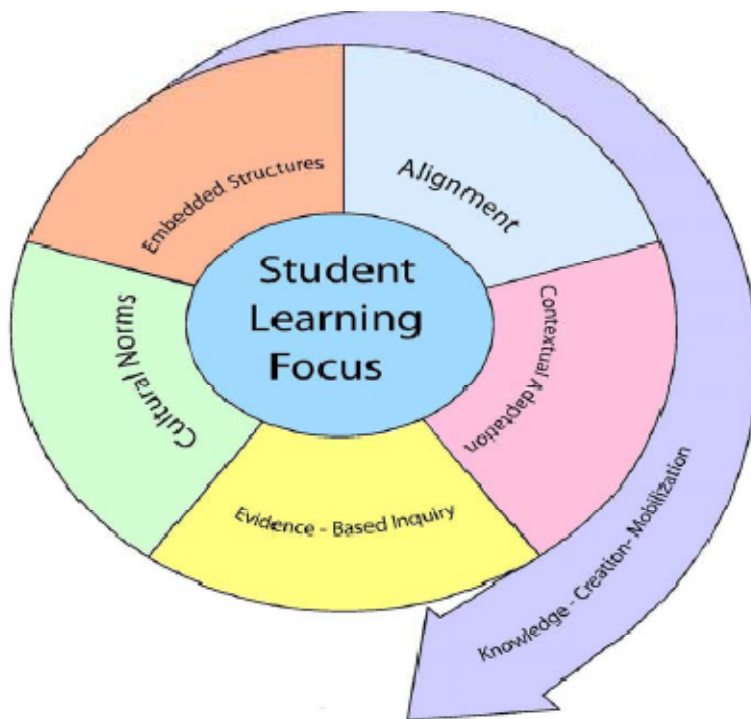 Embedded Structures
Alignment
Student
Learning
Focus
Contextual Adaptation
Cultural Norms
Evidence - Based Inquiry
Knowledge - Creation- Mobilization